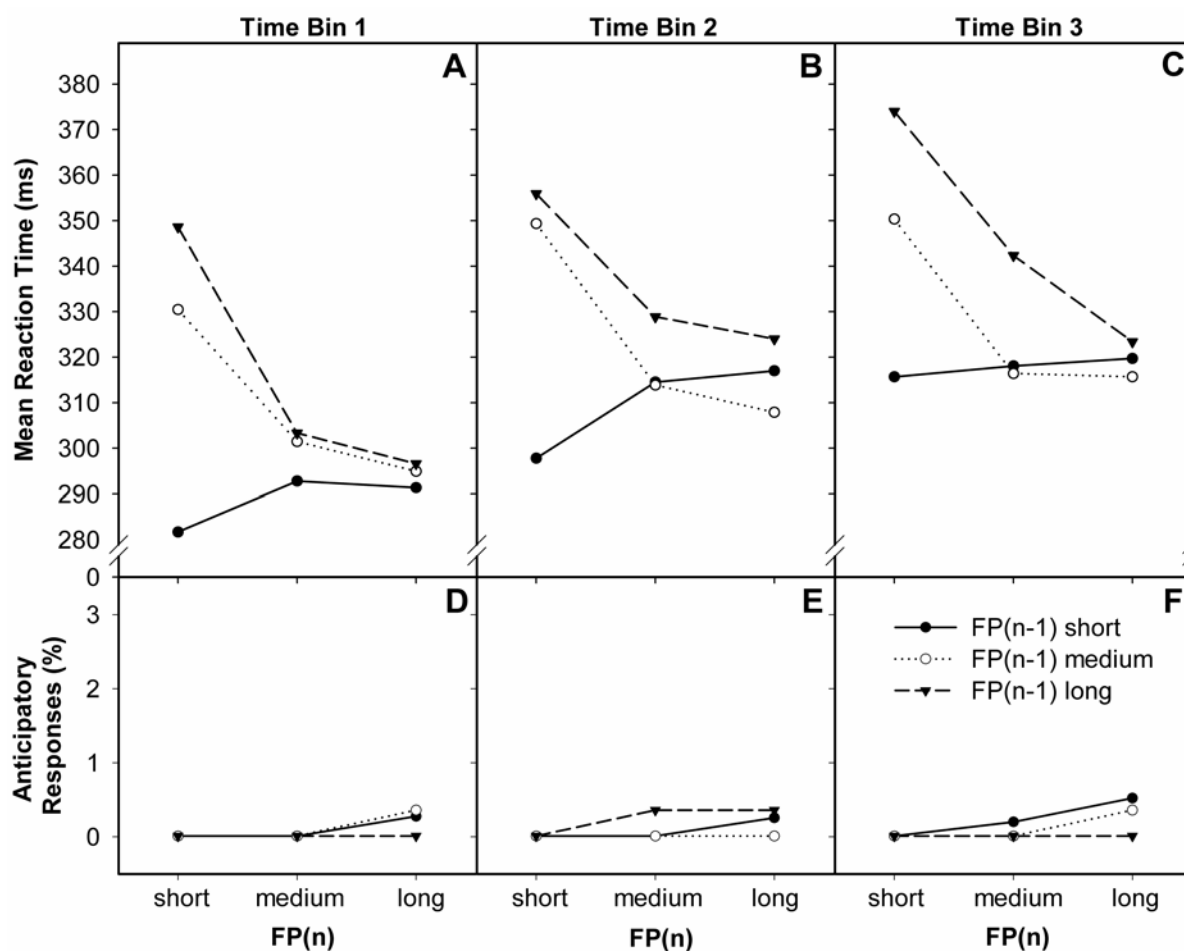 Time Bin 1 Time Bin 2 Time Bin 3
A B C
Mean Reaction Time (ms)
380
370
360
350
340
330
320
310
300
290
280
0
D E F
Anticipatory
Responses (%)
3
2
1
0
FP(n-1) short
FP(n-1) medium
FP(n-1) long
short medium long short medium long short medium long
FP(n) FP(n) FP(n)